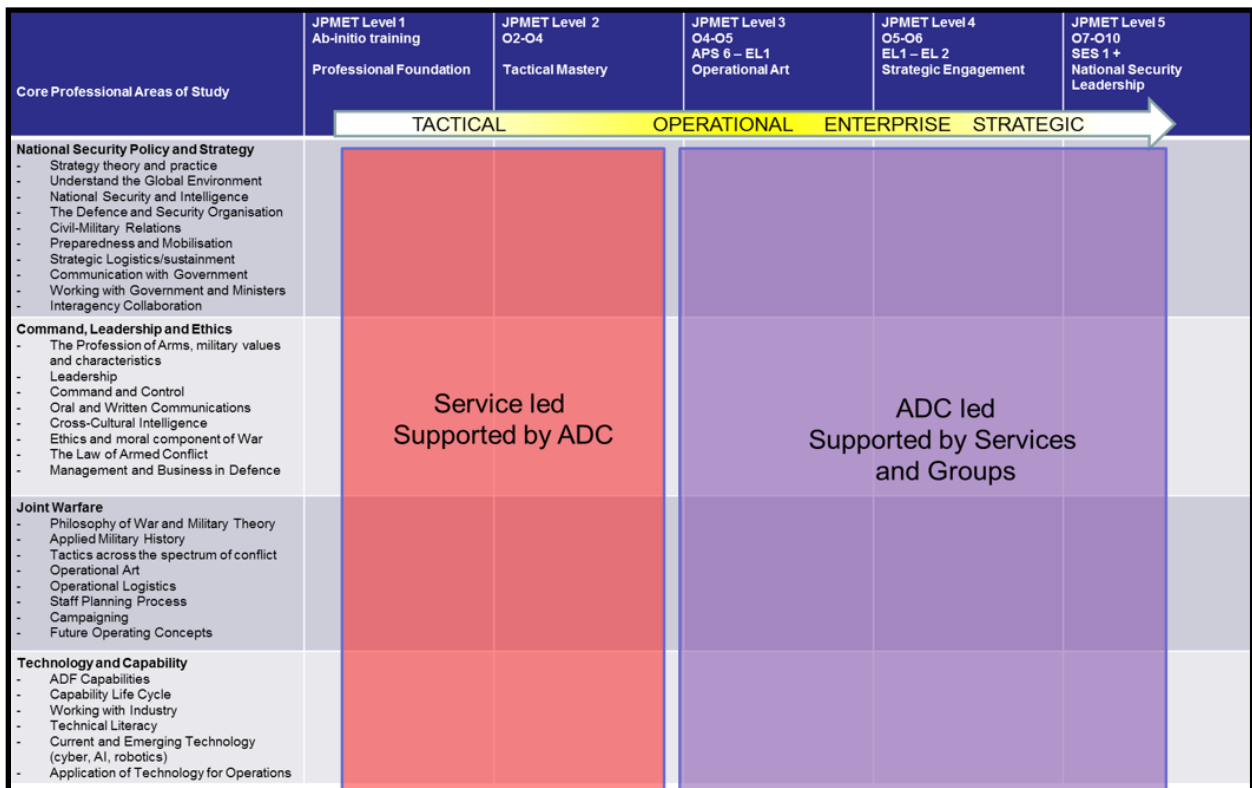 Core Professional Areas of Study
JPMET Level 1
Ab-initio training
Professional Foundation
JPMET Level 2
O2-O4
Tactical Mastery
JPMET Level 3
O4-O5
APS 6 – EL1
Operational Art
JPMET Level 4
O5-O6
EL1 – EL 2
Strategic Engagement
JPMET Level 5
O7-O10
SES 1 +
National Security
Leadership
TACTICAL OPERATIONAL ENTERPRISE STRATEGIC
National Security Policy and Strategy
- Strategy theory and practice
- Understand the Global Environment
- National Security and Intelligence
- The Defence and Security Organisation
- Civil-Military Relations
- Preparedness and Mobilisation
- Strategic Logistics/sustainment
- Communication with Government
- Working with Government and Ministers
- Interagency Collaboration
Command, Leadership and Ethics
- The Profession of Arms, military values
and characteristics
- Leadership
- Command and Control
- Oral and Written Communications
- Cross-Cultural Intelligence
- Ethics and moral component of War
- The Law of Armed Conflict
- Management and Business in Defence
Joint Warfare
- Philosophy of War and Military Theory
- Applied Military History
- Tactics across the spectrum of conflict
- Operational Art
- Operational Logistics
- Staff Planning Process
- Campaigning
- Future Operating Concepts
Technology and Capability
- ADF Capabilities
- Capability Life Cycle
- Working with Industry
- Technical Literacy
- Current and Emerging Technology
(cyber, AI, robotics)
- Application of Technology for Operations
Service led
Supported by ADC
ADC led
Supported by Services
and Groups